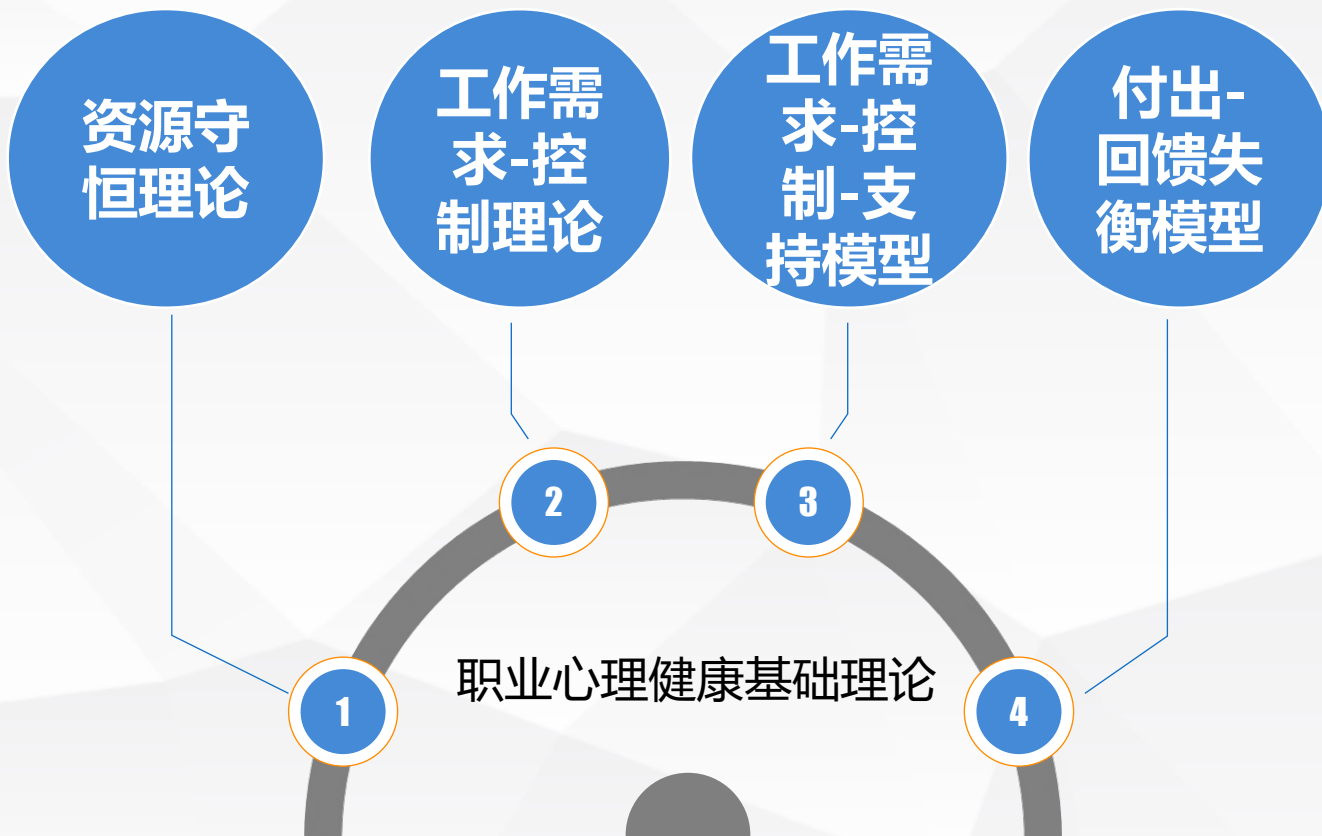 资源守
恒理论
工作需
求-控
制理论
工作需
求-控
制-支
持模型
付出-
回馈失
衡模型
2
3
职业心理健康基础理论
1
4